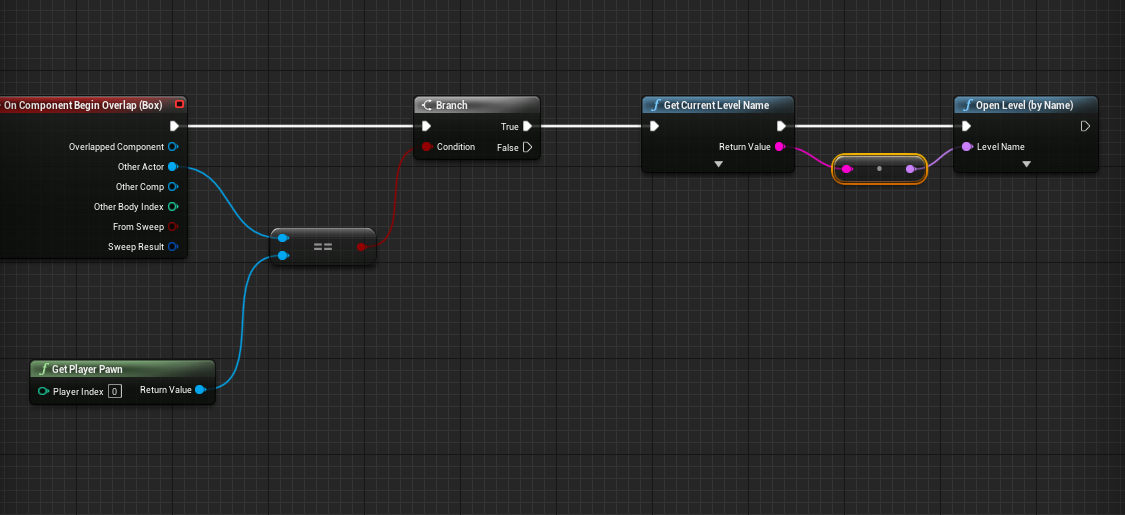 On Component Begin Overlap (Box)
Overlapped Component
Other Actor
Other Comp
Other Body Index
From Sweep
Sweep Result
==
Branch
True
Condition
False
f Get Current Level Name
Return Value
f Open Level (by Name)
Level Name
f Get Player Pawn
Player Index 0
Return Value